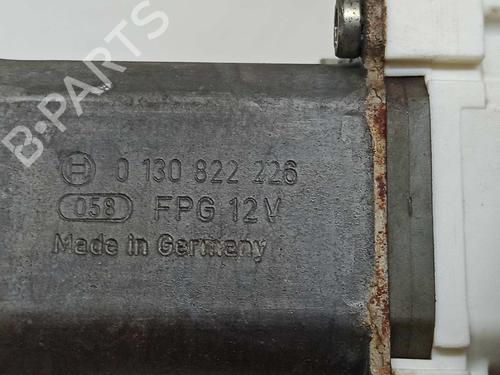 B-PARTS
0 130 822 226
058 FPG 12V
Made in Germany